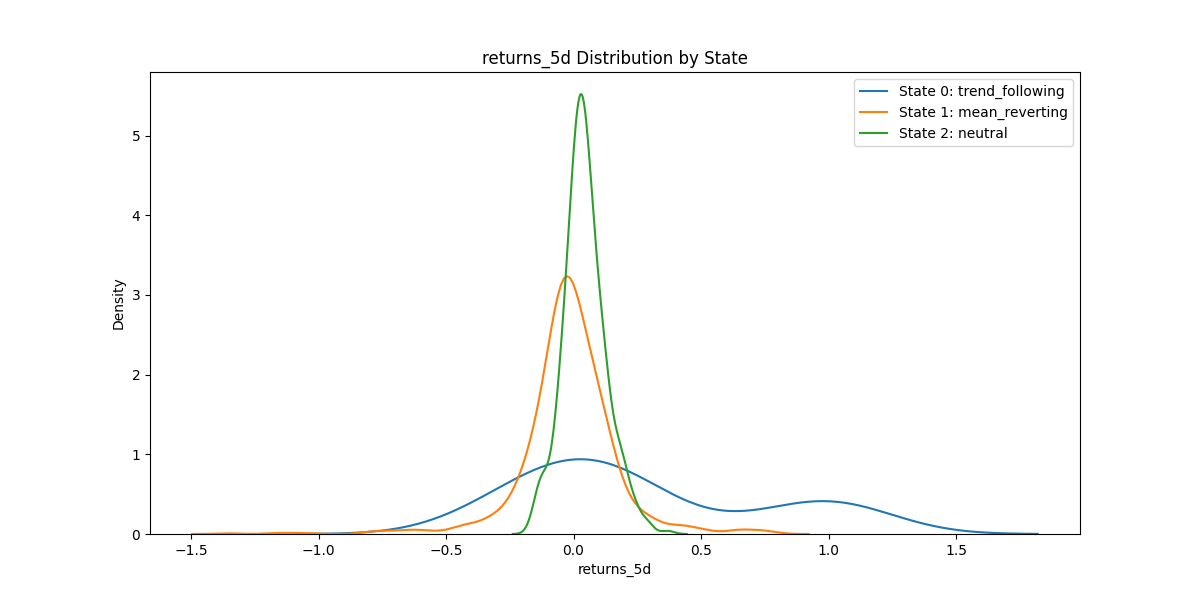 returns_5d Distribution by State
State 0: trend_following
State 1: mean_reverting
State 2: neutral
Density
5
4
3
2
1
0
−1.5 −1.0 −0.5 0.0 0.5 1.0 1.5
returns_5d